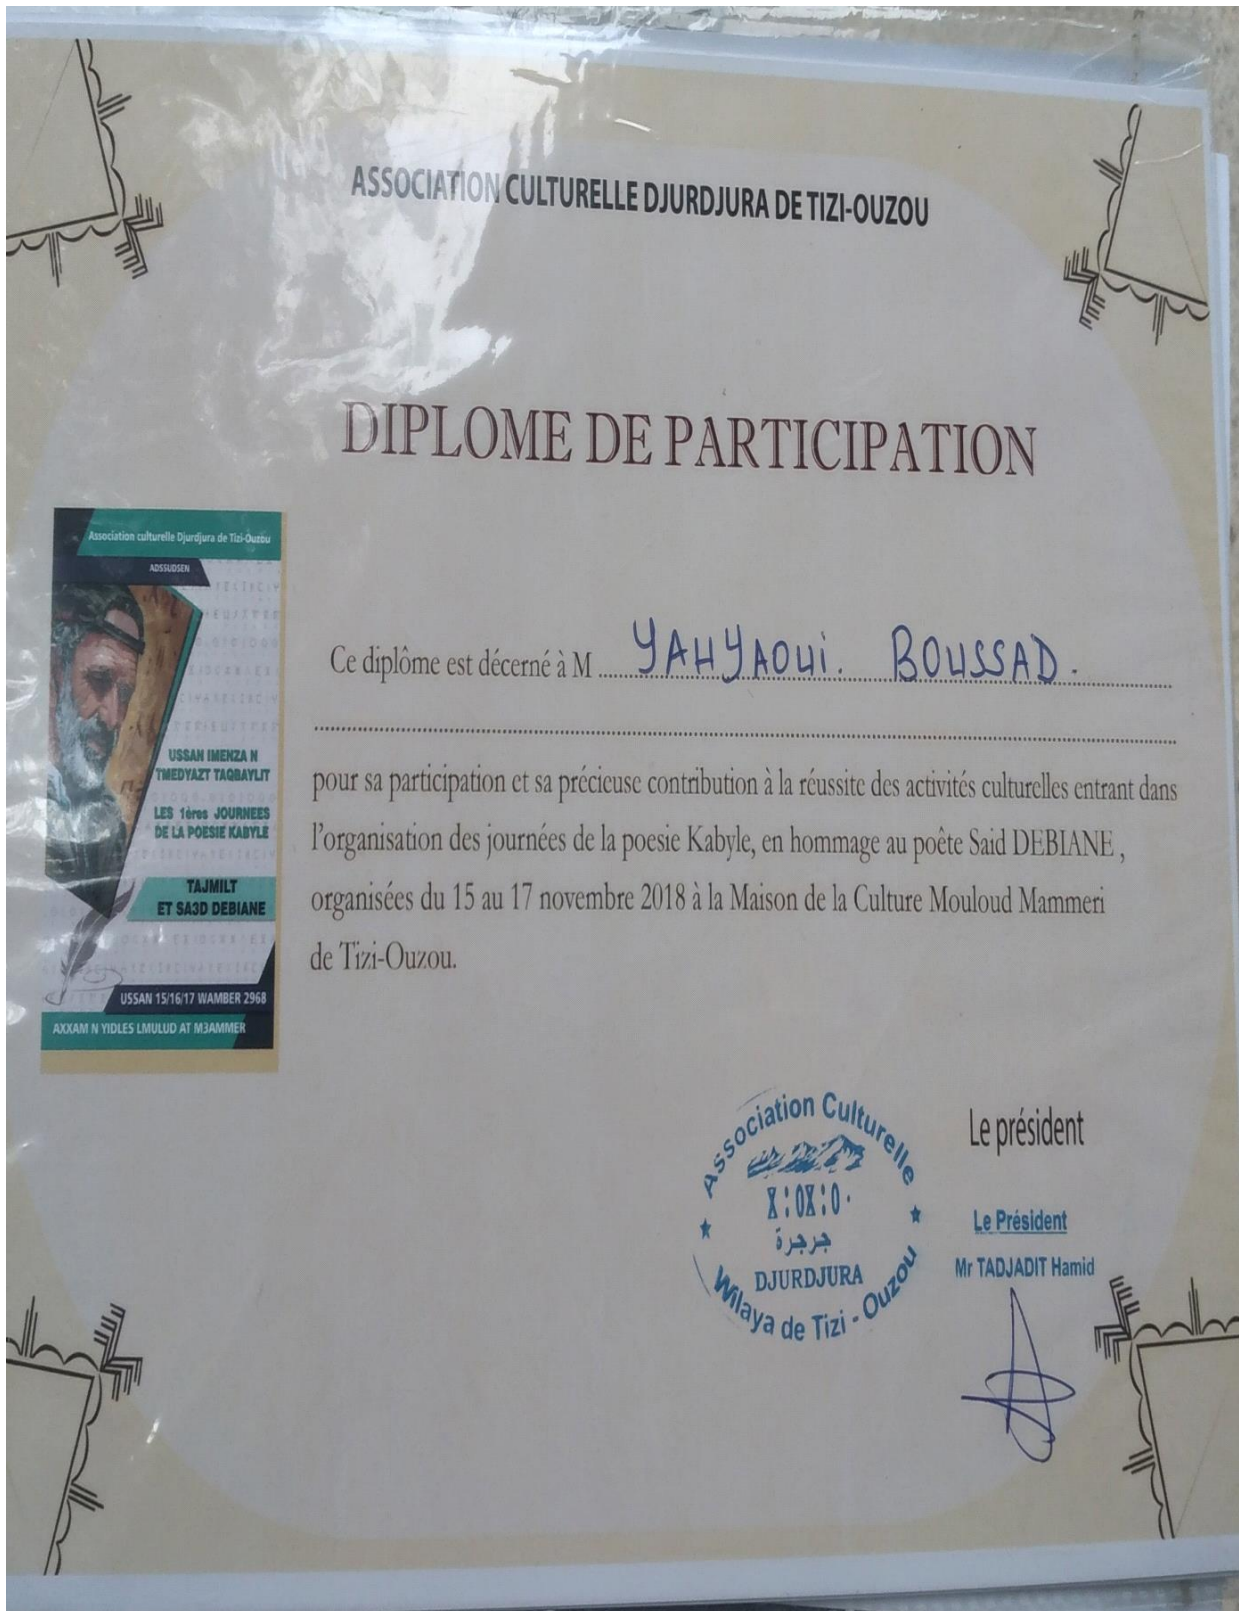 ASSOCIATION CULTURELLE DJURDJURA DE TIZI-OUZOU
DIPLOME DE PARTICIPATION
Association culturelle Djurdjura de Tizi-Ouzou
ADSSUDSEN
USSAN IMENZA N
TMEDYAZT TAQBAYLIT
LES 1ères JOURNEES
DE LA POESIE KABYLE
TAJMILT
ET SA3D DEBIANE
USSAN 15/16/17 WAMBER 2968
AXXAM N YIDLES LMULUD AT M3AMMER
Ce diplôme est décerné à M YAHYAOUI. BOUSSAD.
pour sa participation et sa précieuse contribution à la réussite des activités culturelles entrant dans
l'organisation des journées de la poesie Kabyle, en hommage au poête Said DEBIANE ,
organisées du 15 au 17 novembre 2018 à la Maison de la Culture Mouloud Mammeri
de Tizi-Ouzou.
Association Culturelle
ⴴⵓⵔⴴⵓⵔⴰ
جرجرة
DJURDJURA
Wilaya de Tizi - Ouzou
Le président
Le Président
Mr TADJADIT Hamid